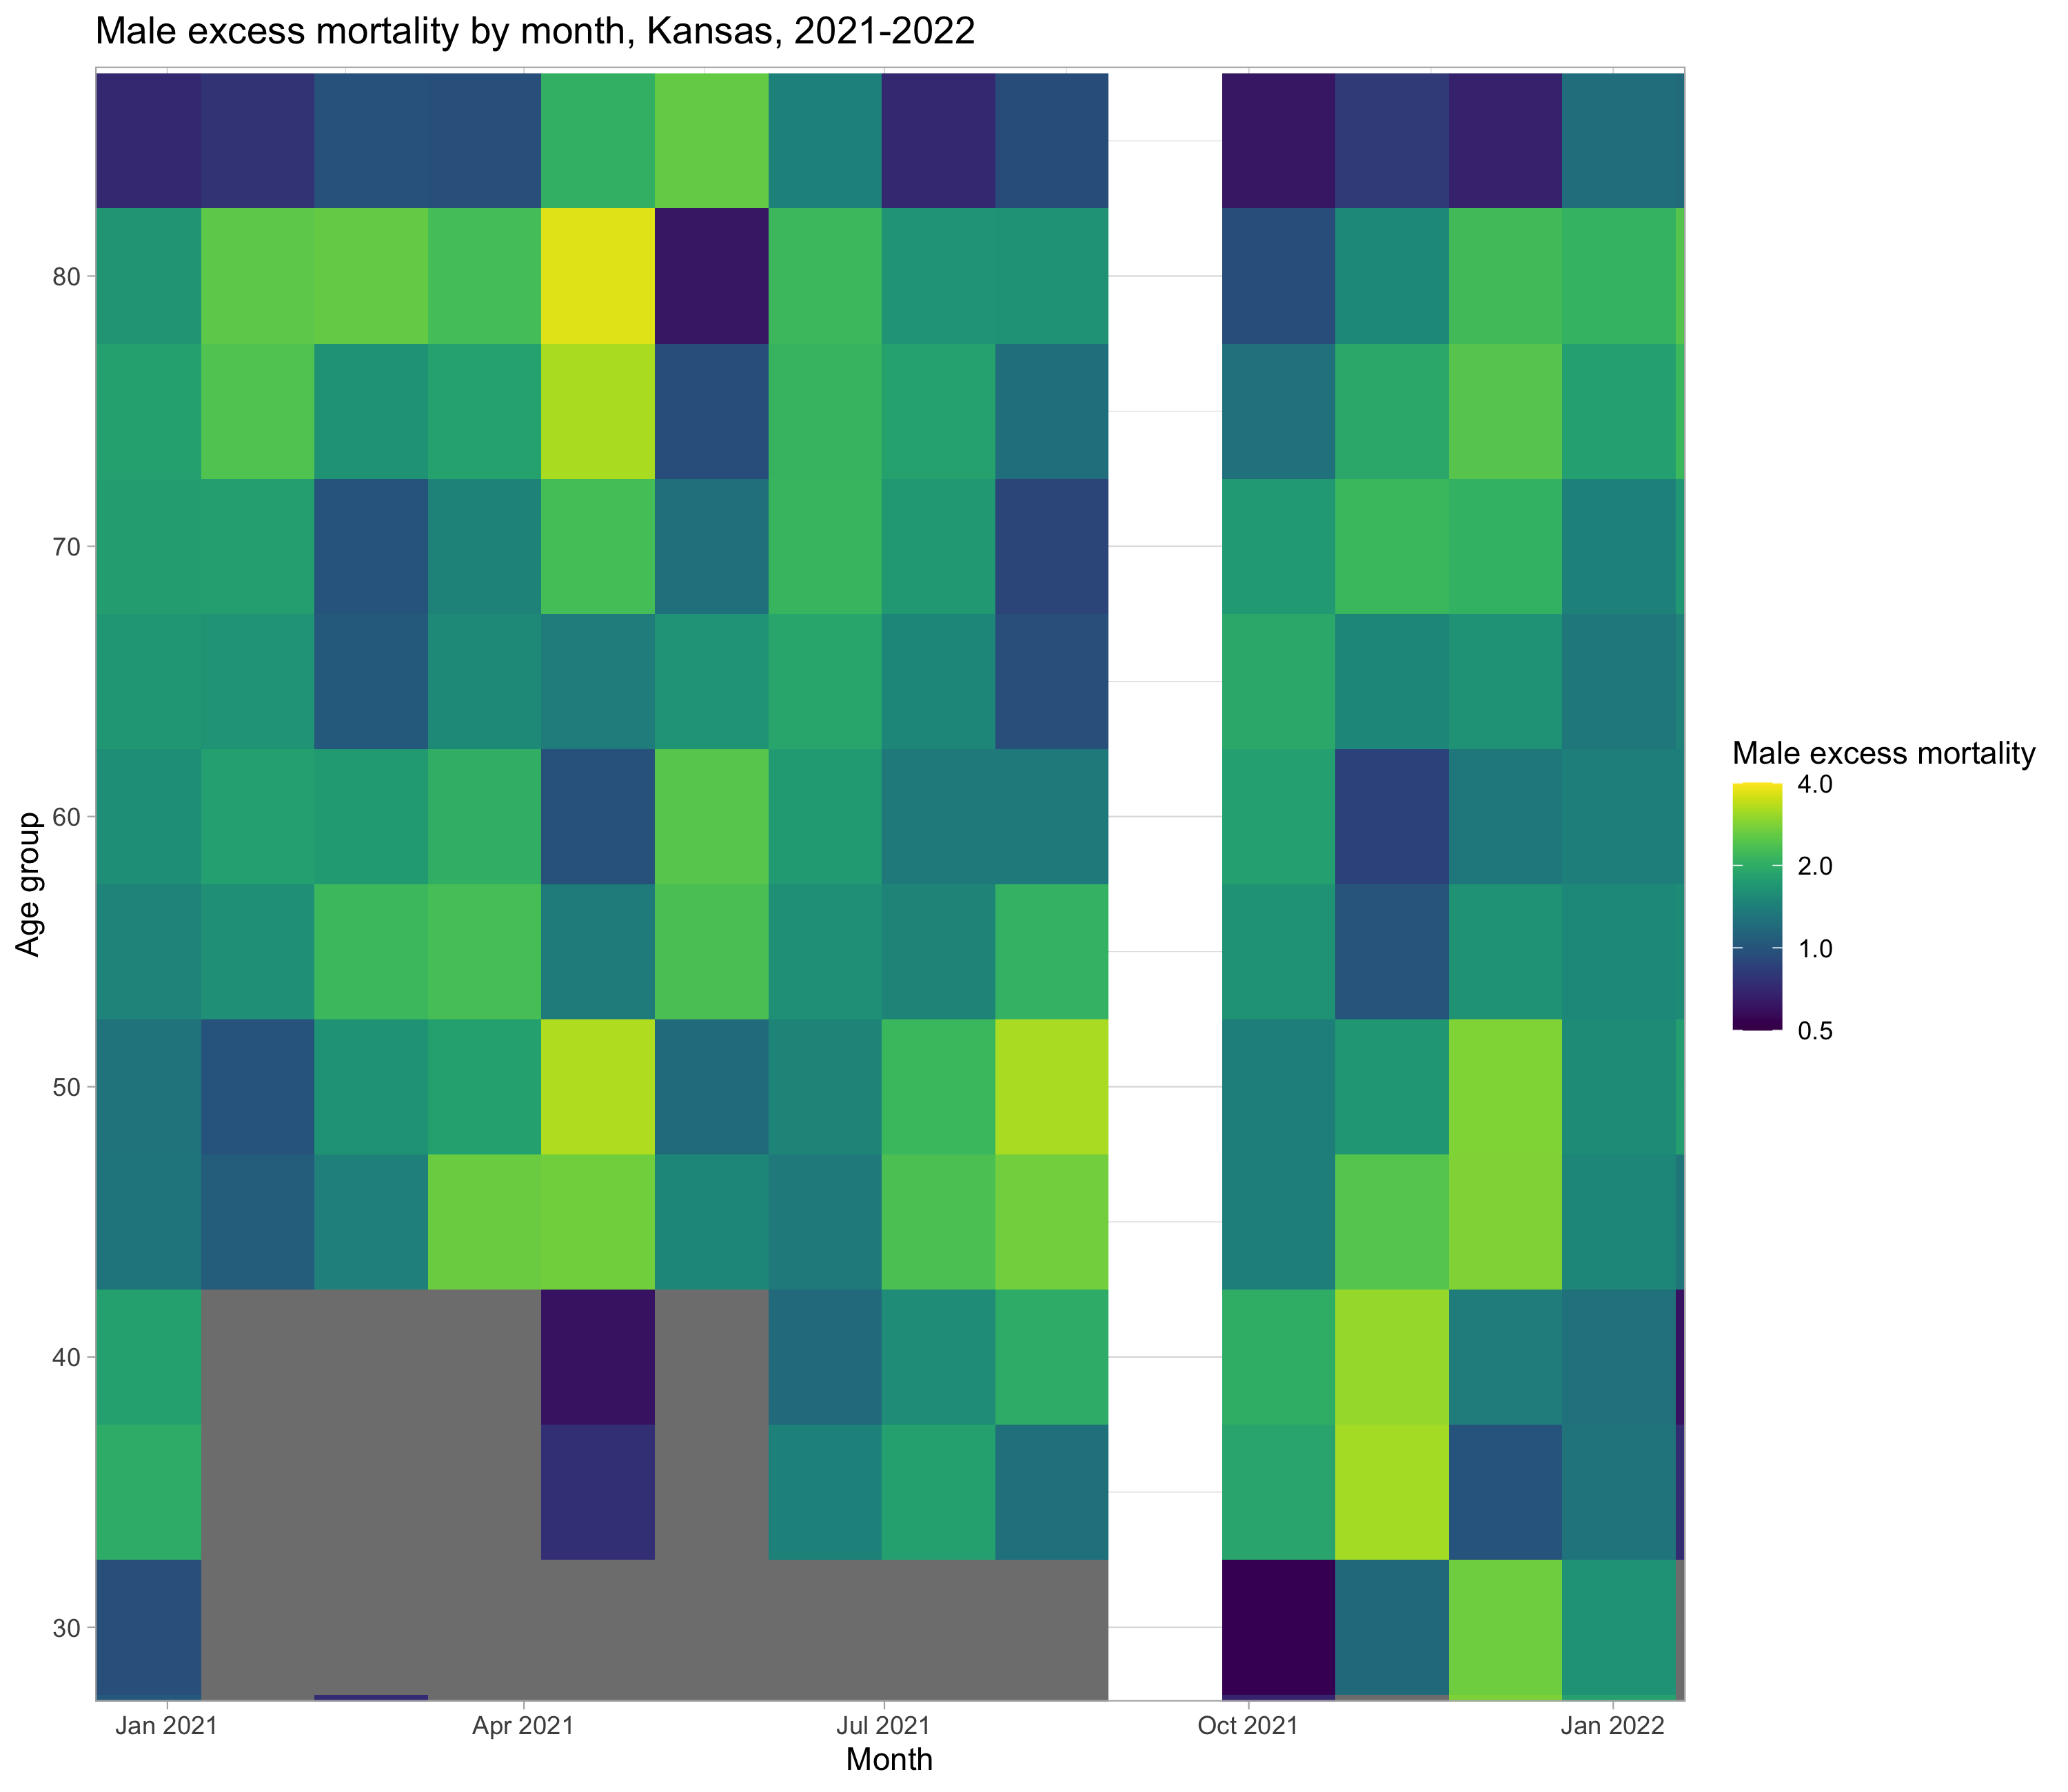 Male excess mortality by month, Kansas, 2021-2022
80
70
60
50
40
30
Age group
Jan 2021
Apr 2021
Jul 2021
Oct 2021
Jan 2022
Month
Male excess mortality
4.0
2.0
1.0
0.5